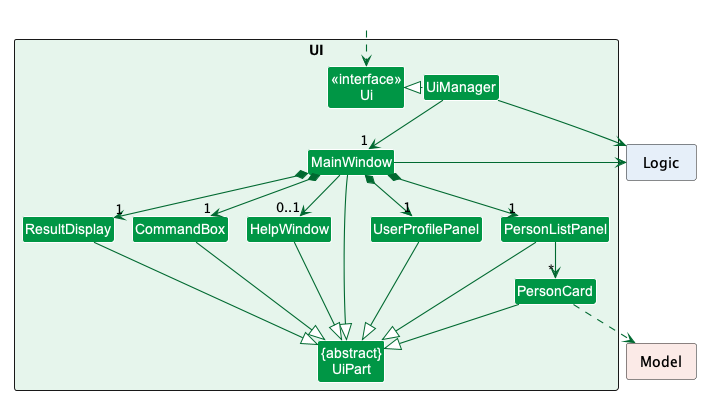 UI
«interface»
Ui
UiManager
1
MainWindow
Logic
1
1
0..1
1
1
ResultDisplay
CommandBox
HelpWindow
UserProfilePanel
PersonListPanel
*
PersonCard
{abstract}
UiPart
Model